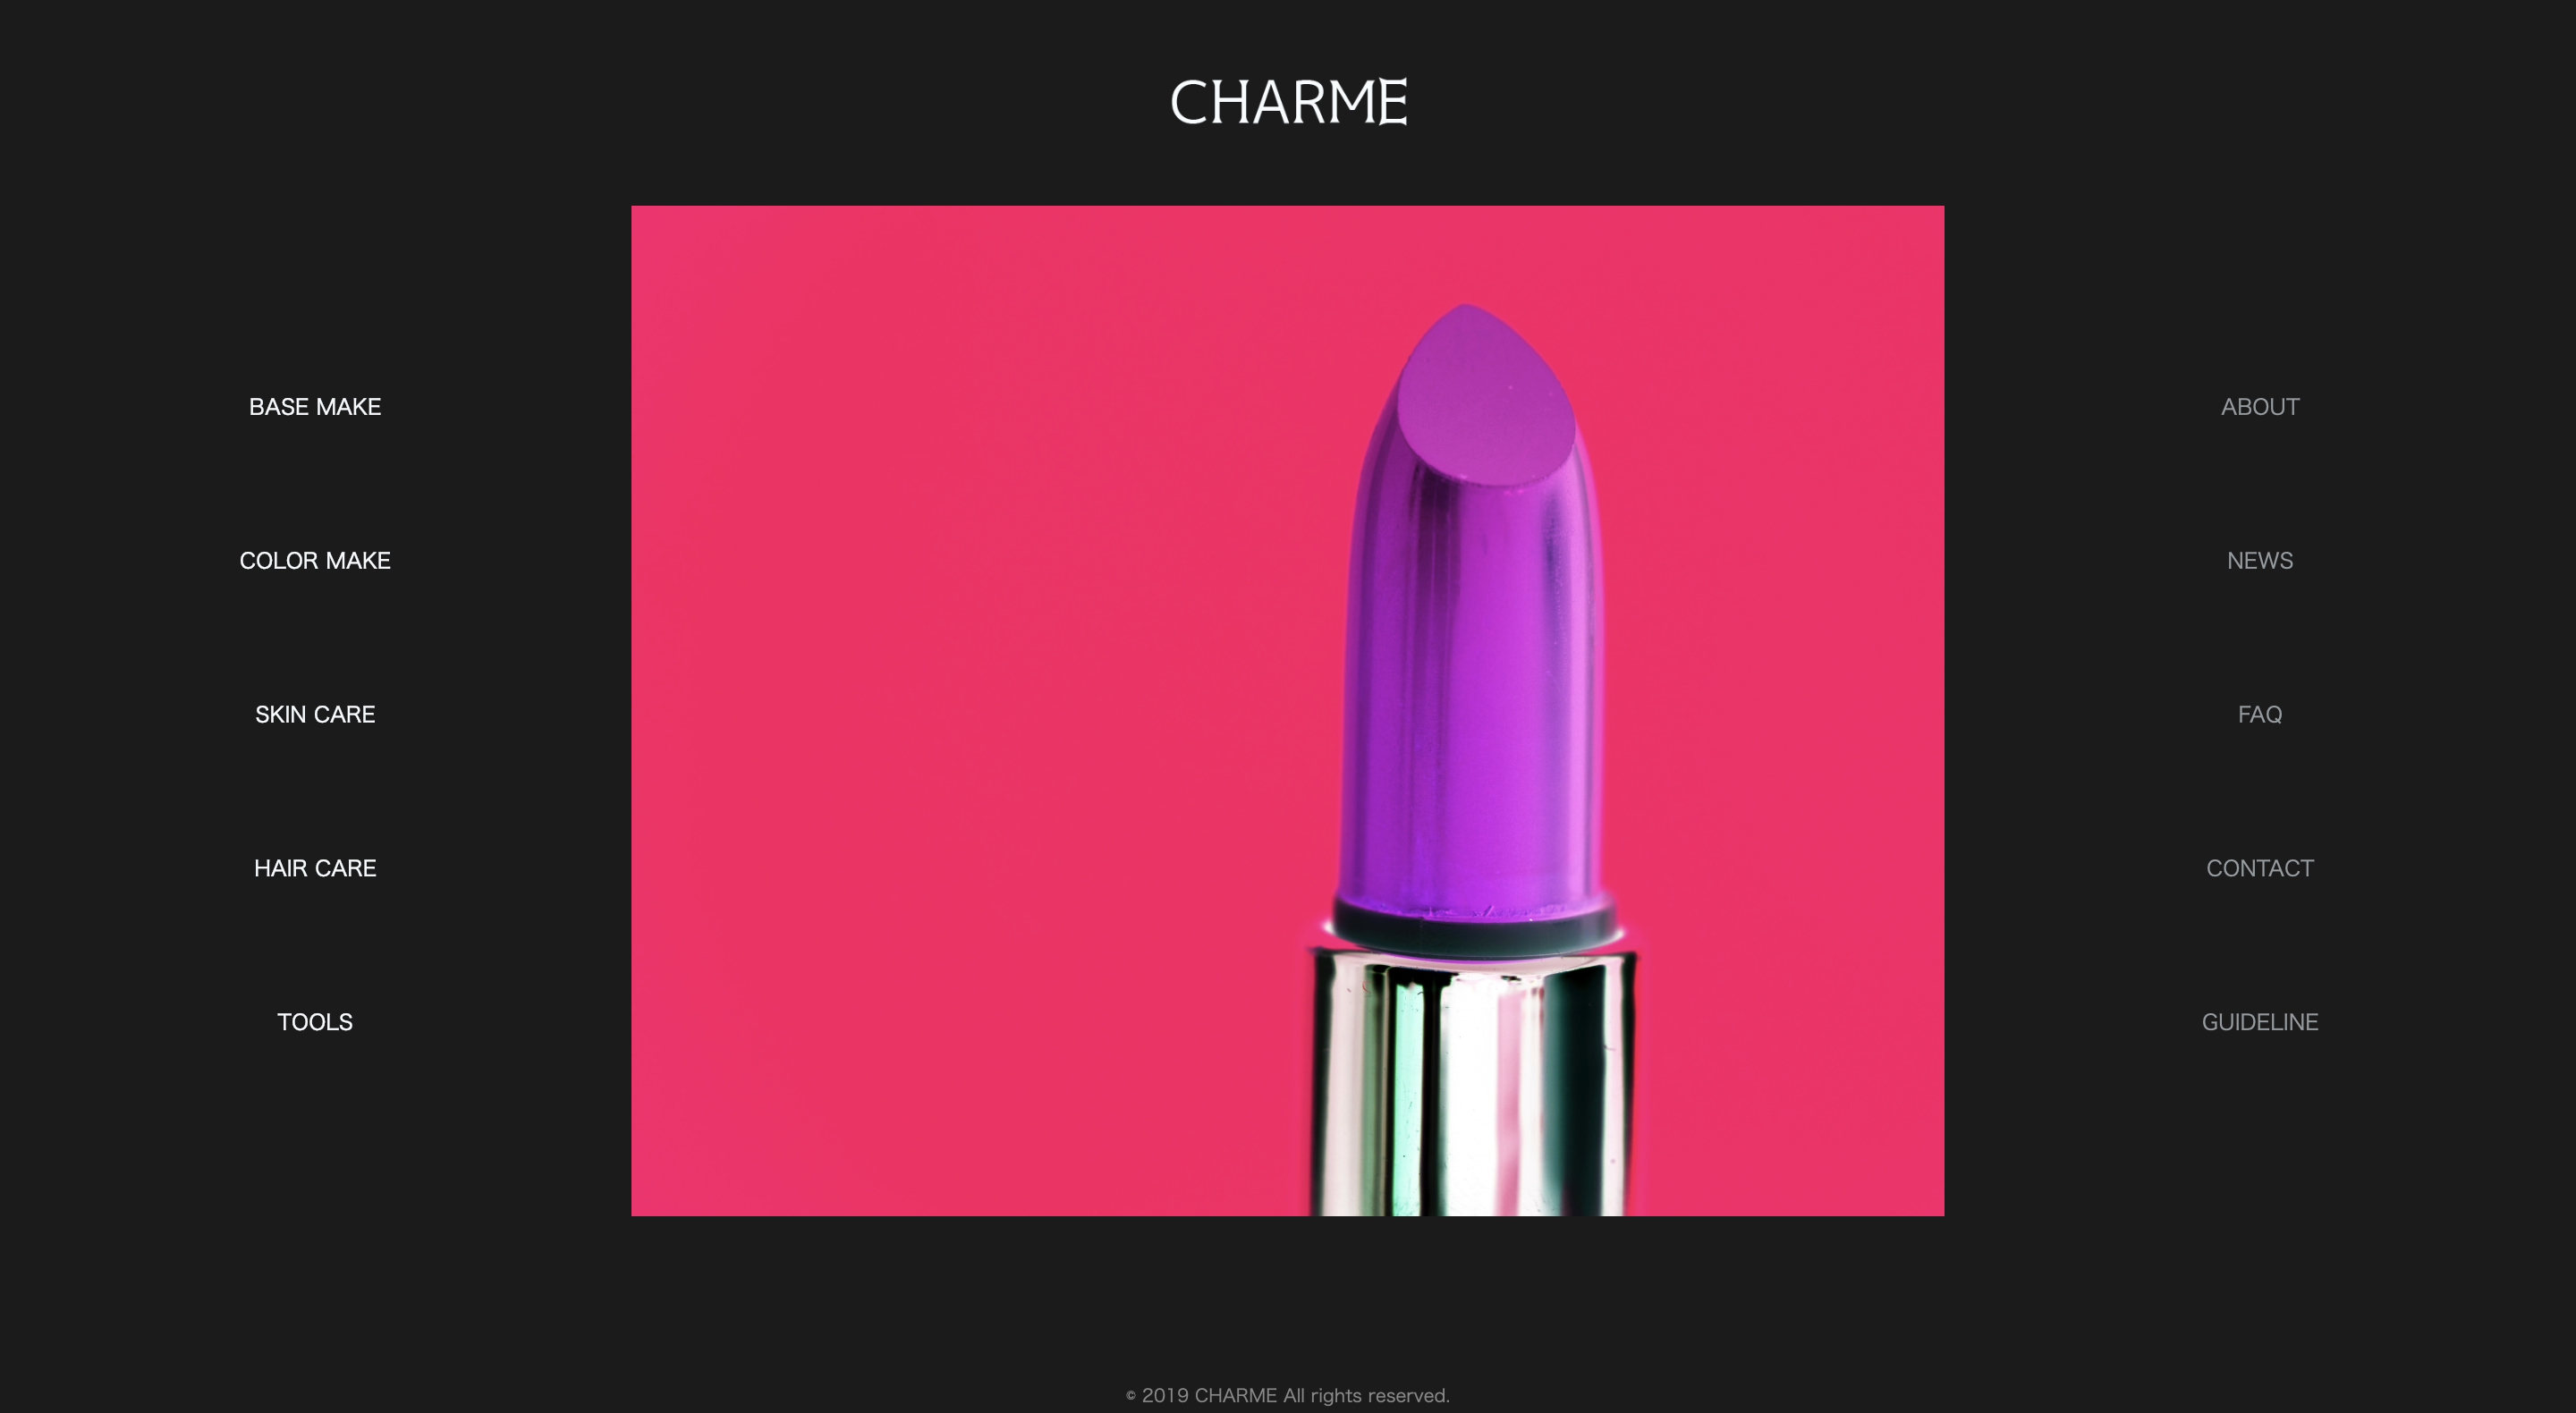 CHARME
BASE MAKE
COLOR MAKE
SKIN CARE
HAIR CARE
TOOLS
ABOUT
NEWS
FAQ
CONTACT
GUIDELINE
© 2019 CHARME All rights reserved.